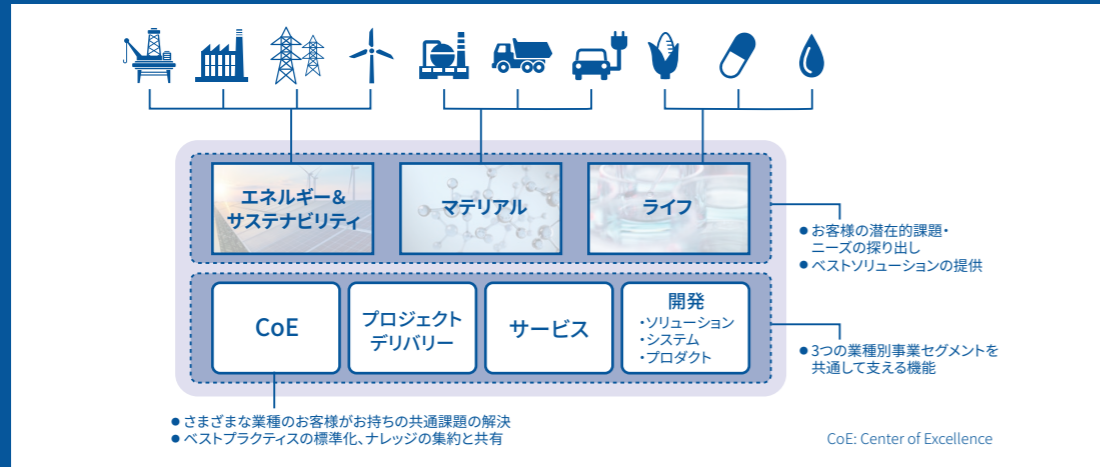 エネルギー&
サステナビリティ
マテリアル
ライフ
●お客様の潜在的課題・
ニーズの探り出し
●ベストソリューションの提供
CoE
プロジェクト
デリバリー
サービス
開発
・ソリューション
・システム
・プロダクト
●3つの業種別事業セグメントを
共通して支える機能
●さまざまな業種のお客様がお持ちの共通課題の解決
●ベストプラクティスの標準化、ナレッジの集約と共有
CoE: Center of Excellence